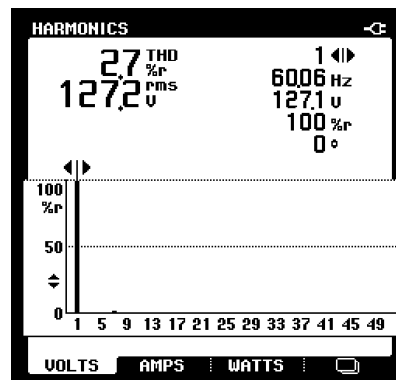 HARMONICS
2.7 THD %r
127.2 rms V
1
60.06 Hz
127.1 V
100 %r
0 °
100
%r
50
0
1 5 9 13 17 21 25 29 33 37 41 45 49
VOLTS AMPS WATTS